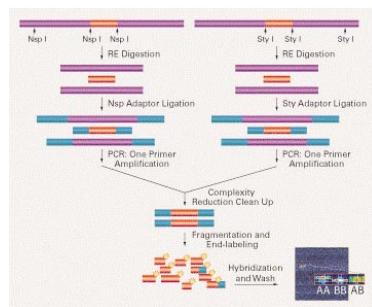 Nsp I Nsp I Nsp I
Sty I Sty I Sty I
RE Digestion
RE Digestion
Nsp Adaptor Ligation
Sty Adaptor Ligation
PCR: One Primer
Amplification
PCR: One Primer
Amplification
Complexity
Reduction Clean Up
Fragmentation and
End-labeling
Hybridization
and Wash
AA BB AB